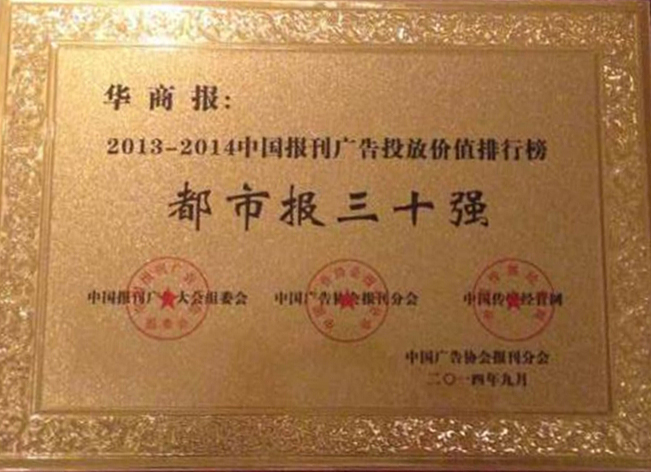 华商报:
2013-2014中国报刊广告投放价值排行榜
都市报三十强
中国报刊广告大会组委会 中国广告协会报刊分会 中国传媒经管网
中国广告协会报刊分会
二〇一四年九月